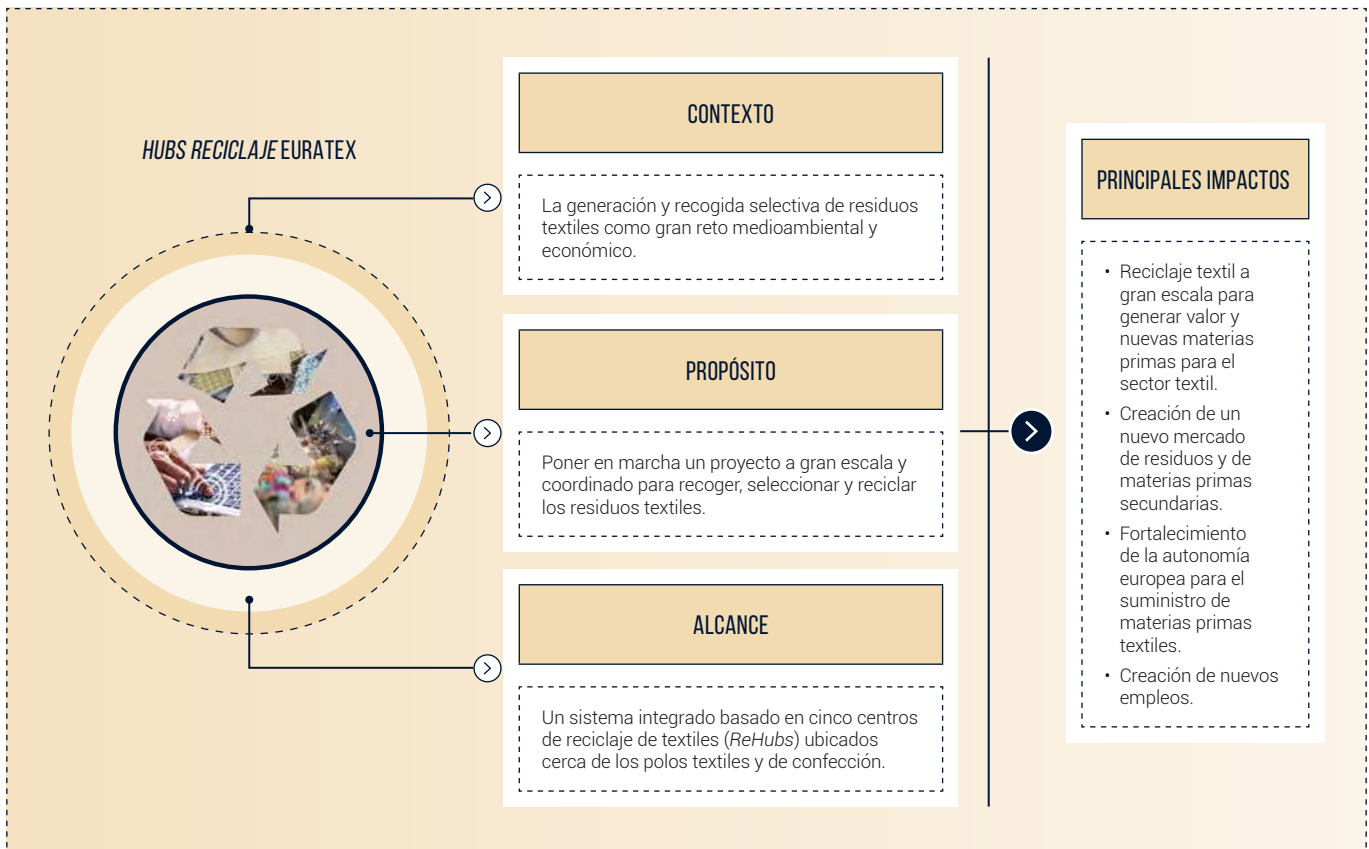 HUBS RECICLAJE EURATEX
CONTEXTO
La generación y recogida selectiva de residuos
textiles como gran reto medioambiental y
económico.
PROPÓSITO
Poner en marcha un proyecto a gran escala y
coordinado para recoger, seleccionar y reciclar
los residuos textiles.
ALCANCE
Un sistema integrado basado en cinco centros
de reciclaje de textiles (ReHubs) ubicados
cerca de los polos textiles y de confección.
PRINCIPALES IMPACTOS
• Reciclaje textil a
gran escala para
generar valor y
nuevas materias
primas para el
sector textil.
• Creación de un
nuevo mercado
de residuos y de
materias primas
secundarias.
• Fortalecimiento
de la autonomía
europea para el
suministro de
materias primas
textiles.
• Creación de nuevos
empleos.